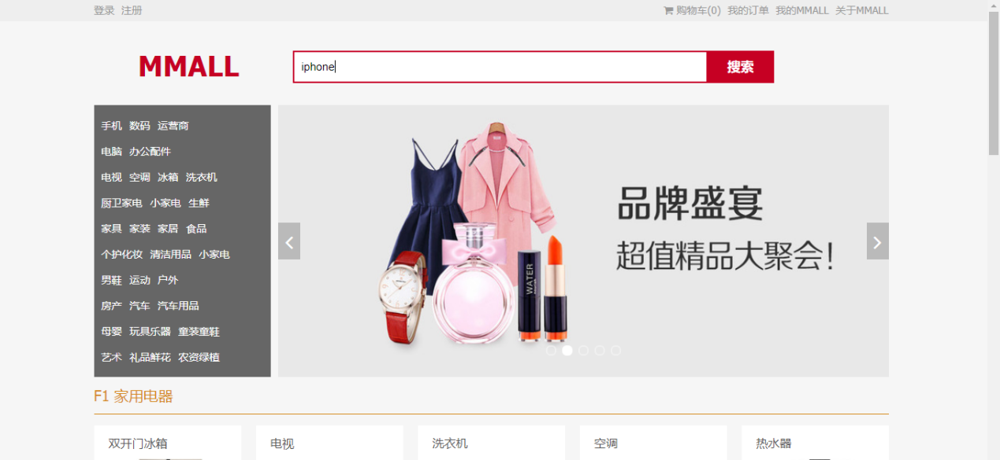 登录 注册 购物车(0) 我的订单 我的MMALL 关于MMALL
MMALL iphone 搜索
手机 数码 运营商
电脑 办公配件
电视 空调 冰箱 洗衣机
厨卫家电 小家电 生鲜
家具 家装 家居 食品
个护化妆 清洁用品 小家电
男鞋 运动 户外
房产 汽车 汽车用品
母婴 玩具乐器 童装童鞋
艺术 礼品鲜花 农资绿植
品牌盛宴
超值精品大聚会!
WATER
F1 家用电器
双开门冰箱 电视 洗衣机 空调 热水器